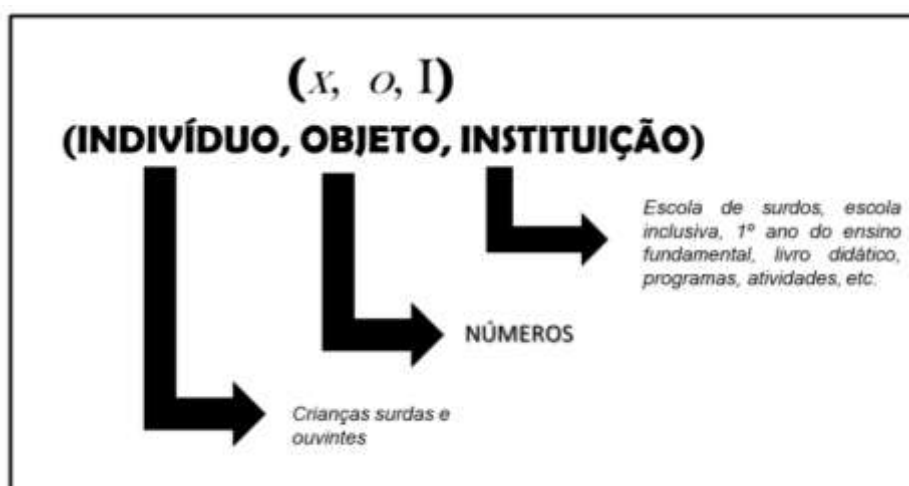 (x, o, I)
(INDIVÍDUO, OBJETO, INSTITUIÇÃO)
Escola de surdos, escola
inclusiva, 1º ano do ensino
fundamental, livro didático,
programas, atividades, etc.
NÚMEROS
Crianças surdas e
ouvintes